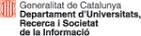 Generalitat de Catalunya
Departament d'Universitats,
Recerca i Societat
de la Informació